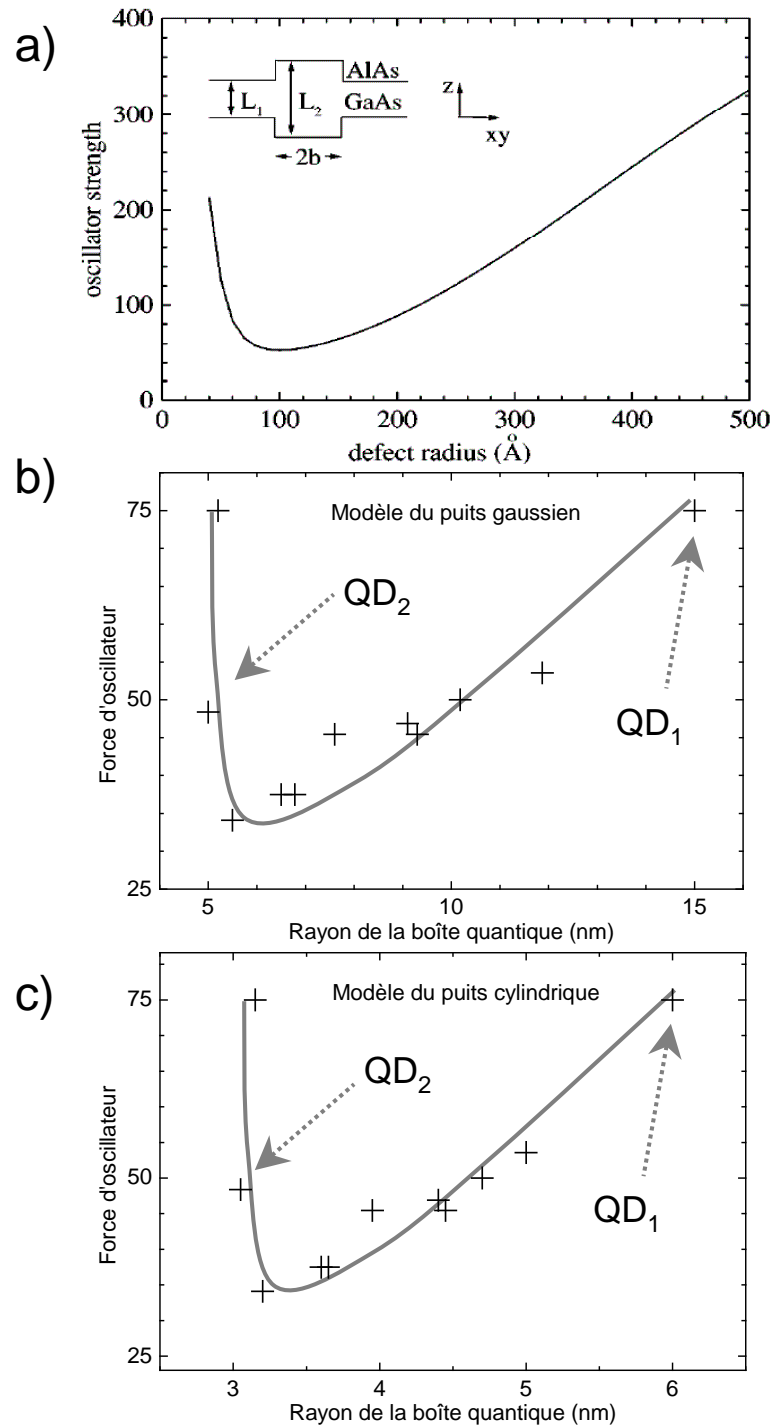 a)
400
300
200
100
0
oscillator strength
AlAs
GaAs
L1
L2
2b
z
xy
0 100 200 300 400 500
defect radius (Å)
b)
75
50
25
Force d'oscillateur
Modèle du puits gaussien
QD2
QD1
5 10 15
Rayon de la boîte quantique (nm)
c)
75
50
25
Force d'oscillateur
Modèle du puits cylindrique
QD2
QD1
3 4 5 6
Rayon de la boîte quantique (nm)